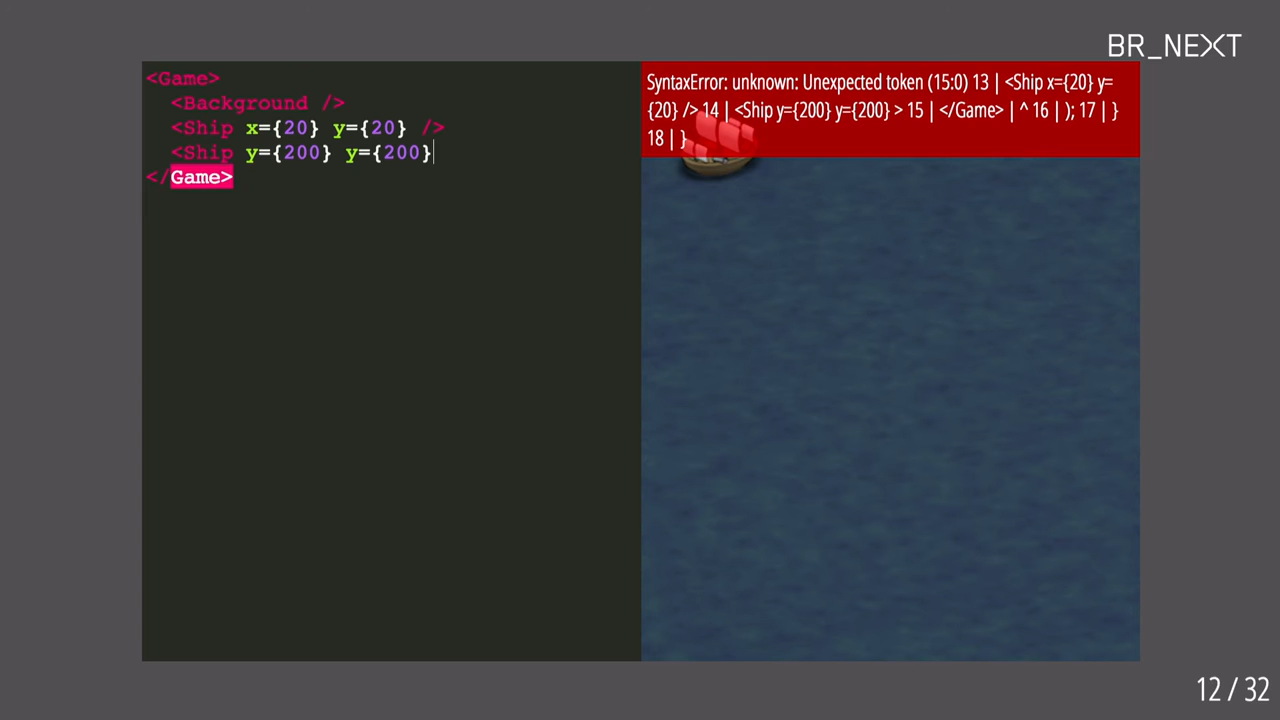 BR_NEXT
<Game>
<Background />
<Ship x={20} y={20} />
<Ship y={200} y={200}
</Game>
SyntaxError: unknown: Unexpected token (15:0) 13 | <Ship x={20} y=
{20} /> 14 | <Ship y={200} y={200} > 15 | </Game> | ^ 16 | ); 17 | }
18 | }
12 / 32